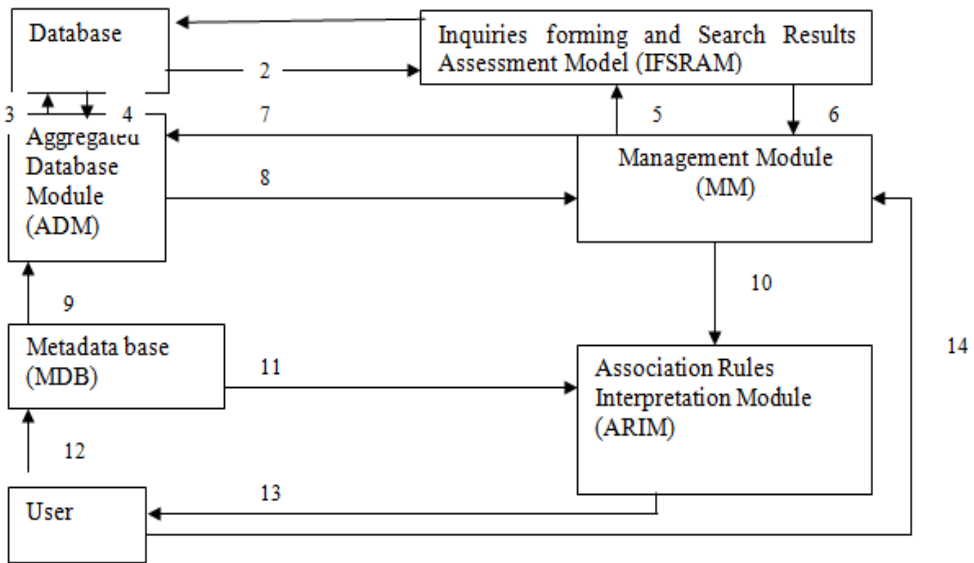 Database
Inquiries forming and Search Results
Assessment Model (IFSRAM)
2
3
4
7
5
6
Aggregated
Database
Module
(ADM)
Management Module
(MM)
8
9
10
Metadata base
(MDB)
11
14
Association Rules
Interpretation Module
(ARIM)
12
13
User